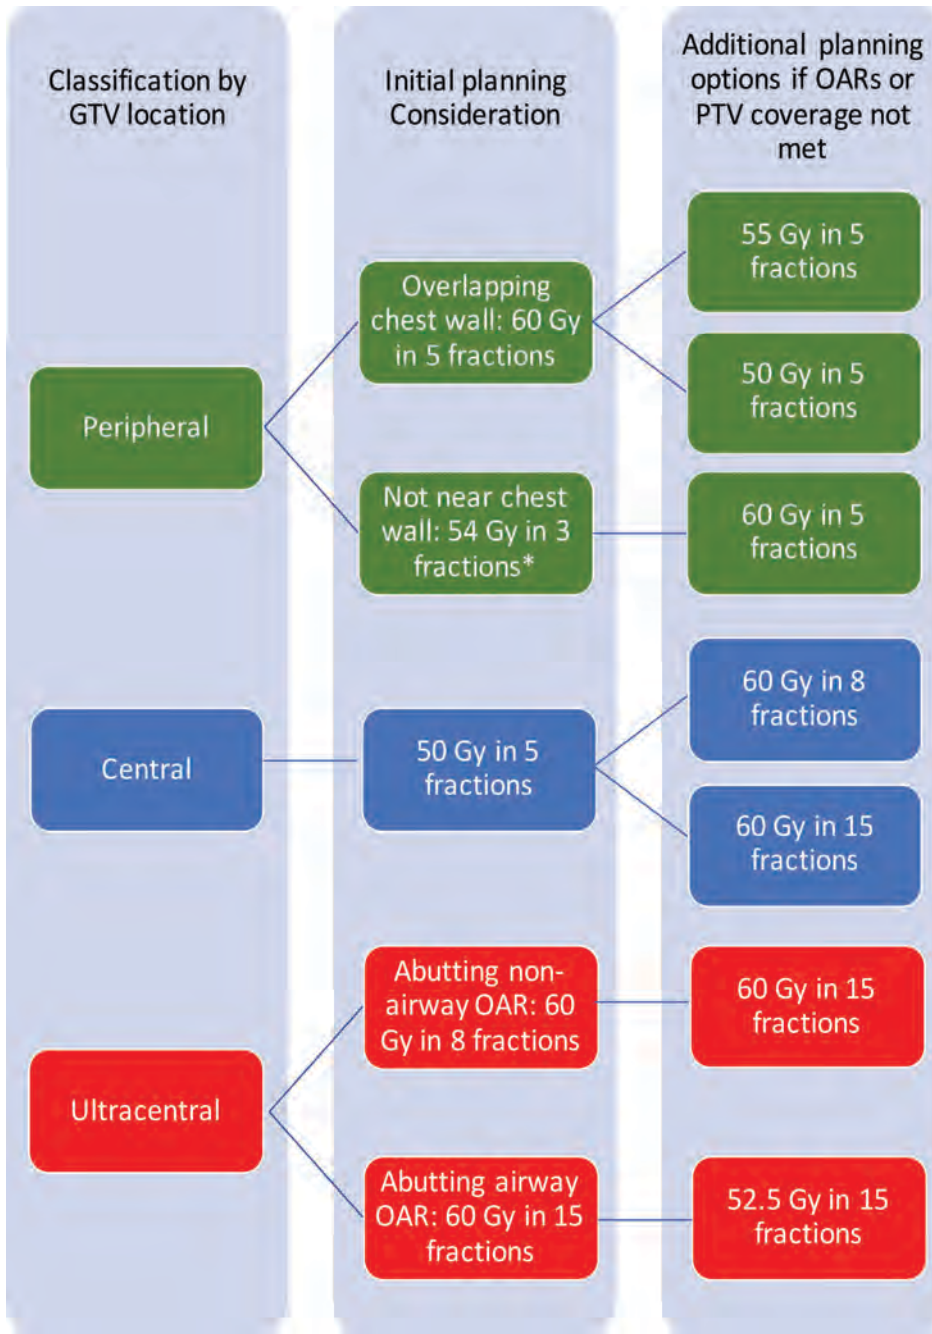 Classification by
GTV location
Initial planning
Consideration
Additional planning
options if OARs or
PTV coverage not
met
Peripheral
Overlapping
chest wall: 60 Gy
in 5 fractions
55 Gy in 5
fractions
50 Gy in 5
fractions
Not near chest
wall: 54 Gy in 3
fractions*
60 Gy in 5
fractions
Central
50 Gy in 5
fractions
60 Gy in 8
fractions
60 Gy in 15
fractions
Ultracentral
Abutting non-
airway OAR: 60
Gy in 8 fractions
60 Gy in 15
fractions
Abutting airway
OAR: 60 Gy in 15
fractions
52.5 Gy in 15
fractions